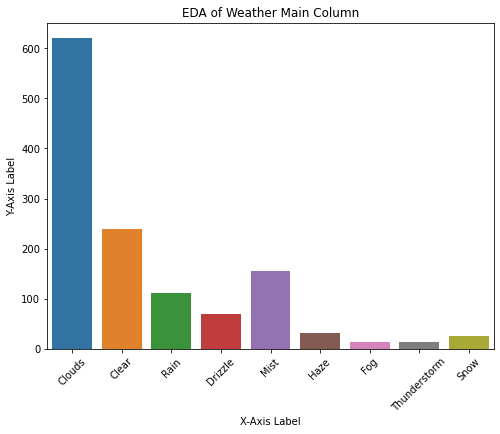 EDA of Weather Main Column
Y-Axis Label
600
500
400
300
200
100
0
Clouds
Clear
Rain
Drizzle
Mist
Haze
Fog
Thunderstorm
Snow
X-Axis Label